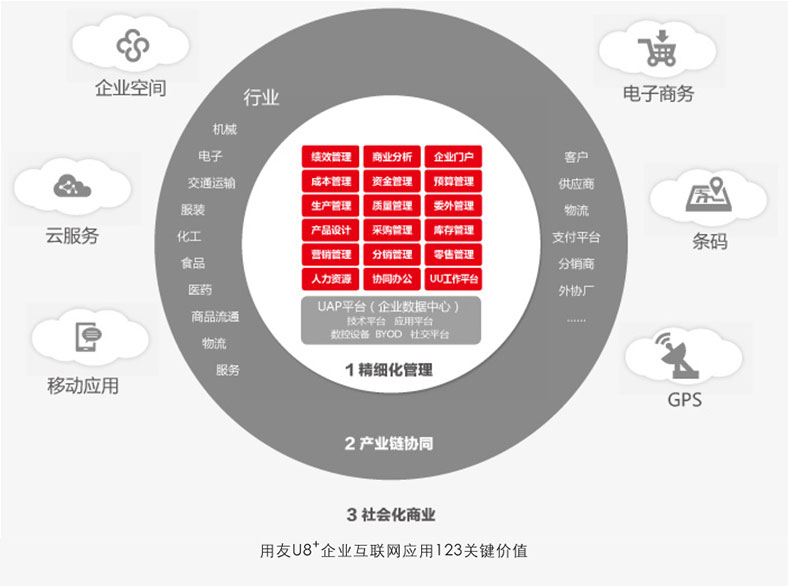 企业空间
电子商务
云服务
条码
移动应用
GPS
行业
机械
电子
交通运输
服装
化工
食品
医药
商品流通
物流
服务
绩效管理 商业分析 企业门户
成本管理 资金管理 预算管理
生产管理 质量管理 委外管理
产品设计 采购管理 库存管理
营销管理 分销管理 零售管理
人力资源 协同办公 UU工作平台
UAP平台（企业数据中心）
技术平台 应用平台
数控设备 BYOD 社交平台
客户
供应商
物流
支付平台
分销商
外协厂
......
1 精细化管理
2 产业链协同
3 社会化商业
用友U8+企业互联网应用123关键价值